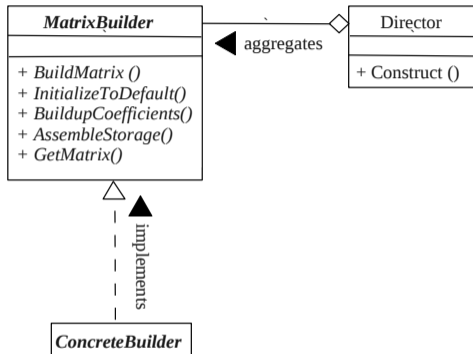 MatrixBuilder
+ BuildMatrix ()
+ InitializeToDefault()
+ BuildupCoefficients()
+ AssembleStorage()
+ GetMatrix()
aggregates
Director
+ Construct ()
implements
ConcreteBuilder